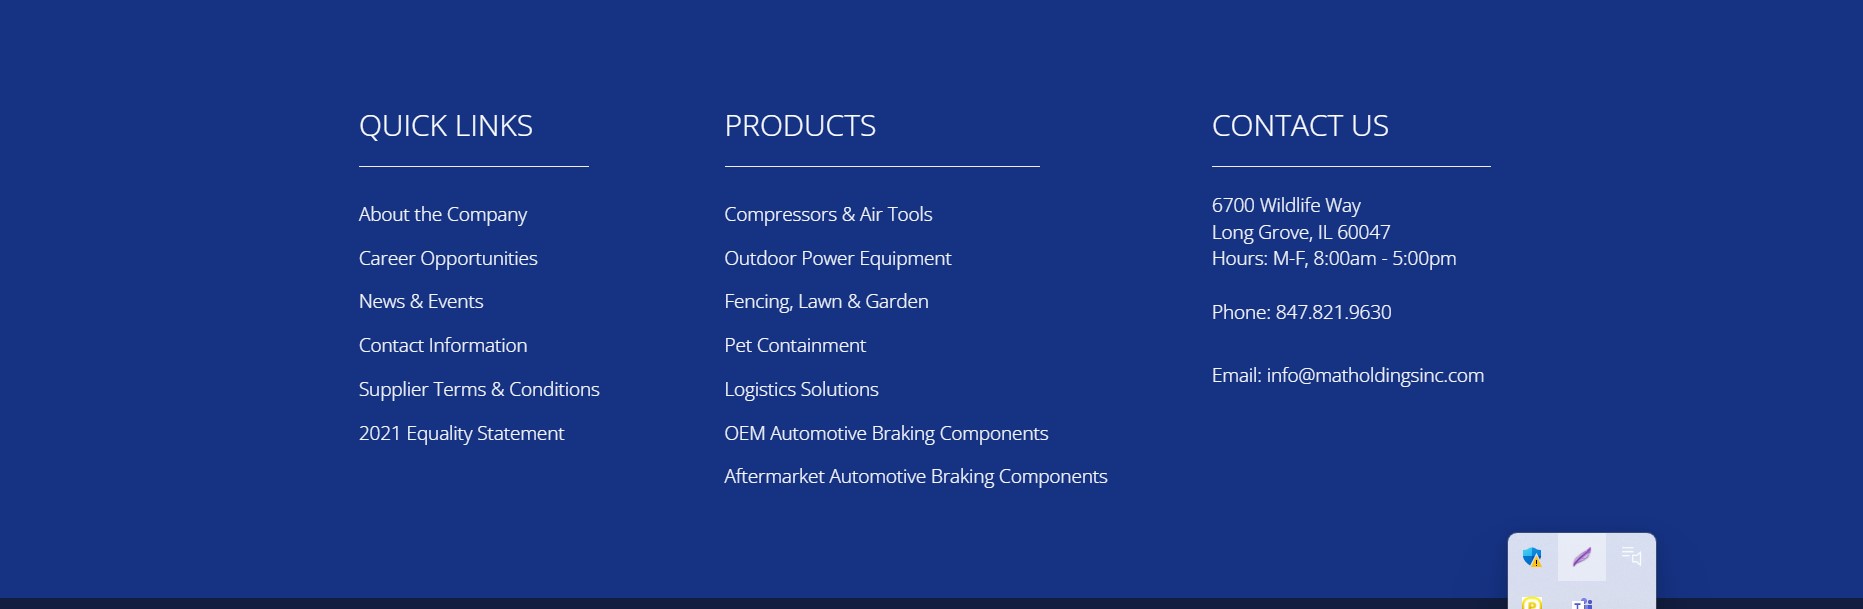 QUICK LINKS
About the Company
Career Opportunities
News & Events
Contact Information
Supplier Terms & Conditions
2021 Equality Statement
PRODUCTS
Compressors & Air Tools
Outdoor Power Equipment
Fencing, Lawn & Garden
Pet Containment
Logistics Solutions
OEM Automotive Braking Components
Aftermarket Automotive Braking Components
CONTACT US
6700 Wildlife Way
Long Grove, IL 60047
Hours: M-F, 8:00am - 5:00pm
Phone: 847.821.9630
Email: info@matholdingsinc.com